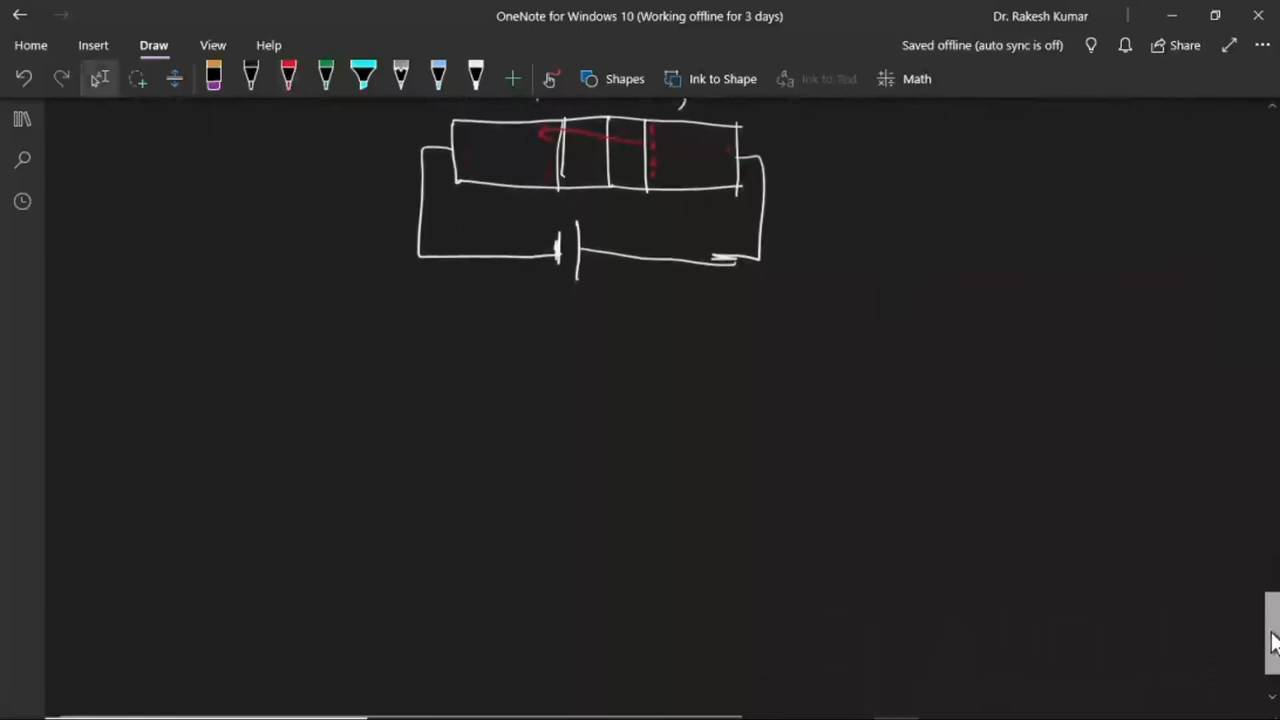 OneNote for Windows 10 (Working offline for 3 days)
Dr. Rakesh Kumar
Home Insert Draw View Help
Saved offline (auto sync is off)
Share
Shapes
Ink to Shape
Ink to Text
Math